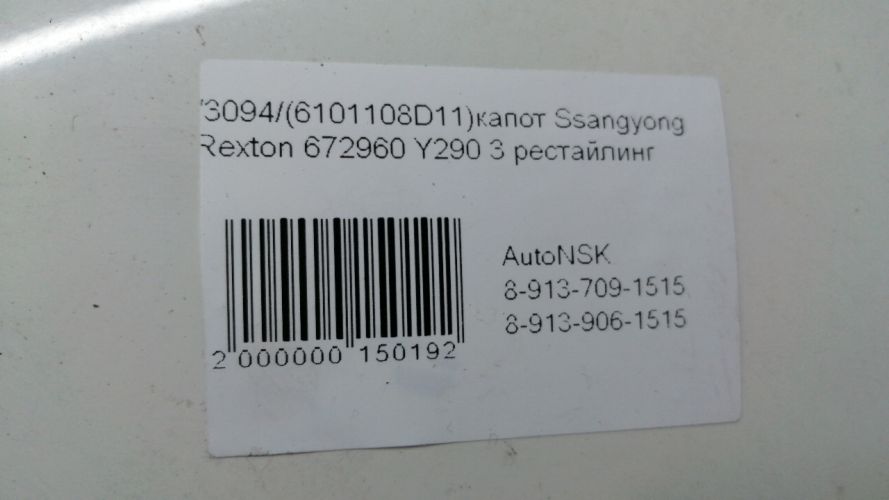 73094/(6101108D11)капот Ssangyong
Rexton 672960 Y290 3 рестайлинг
AutoNSK
8-913-709-1515
8-913-906-1515
2 000000 150192